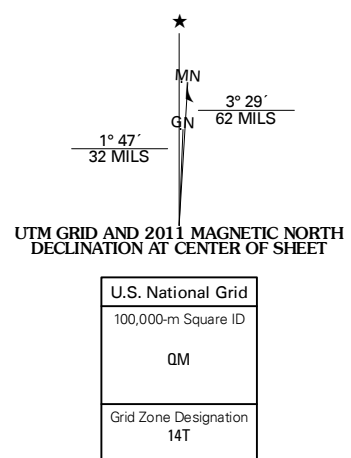 ★
MN
3° 29´
62 MILS
GN
1° 47´
32 MILS
UTM GRID AND 2011 MAGNETIC NORTH
DECLINATION AT CENTER OF SHEET
U.S. National Grid
100,000-m Square ID
QM
Grid Zone Designation
14T